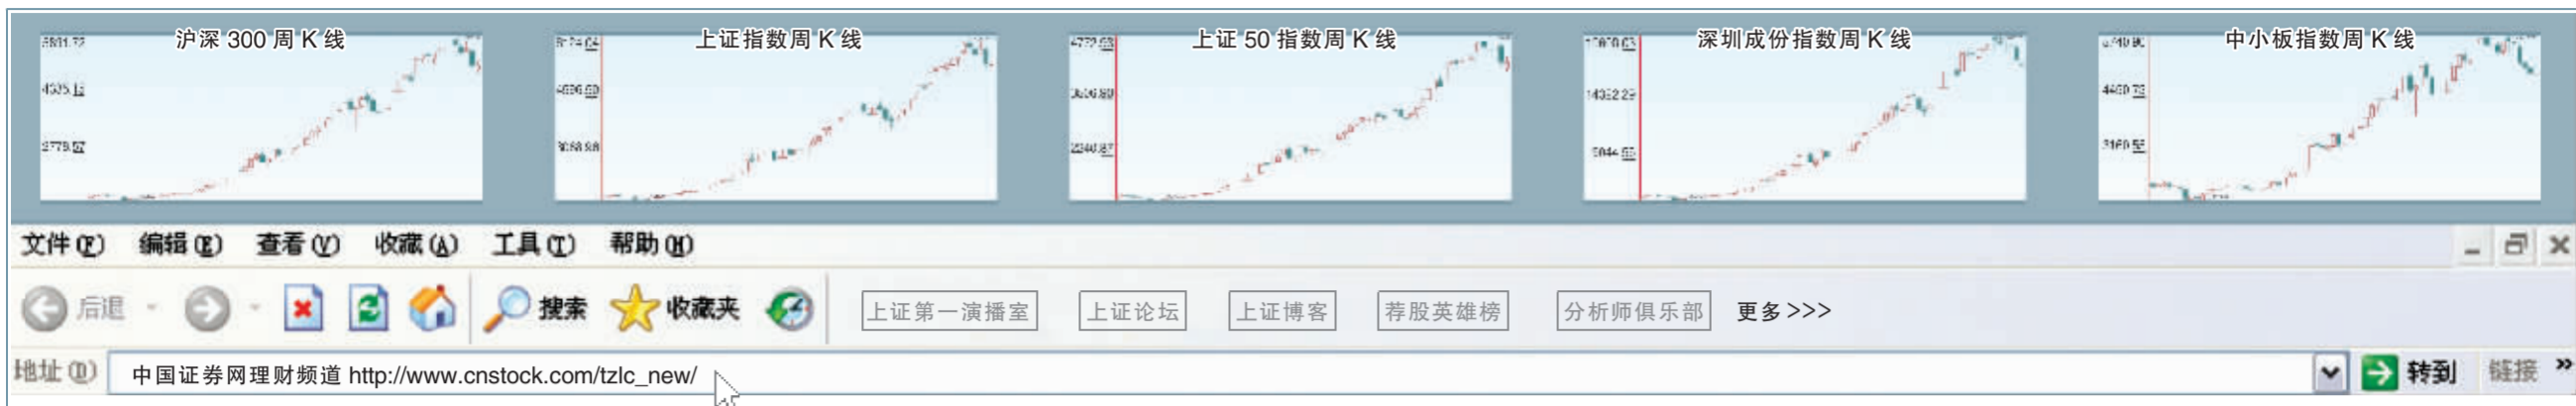 沪深 300 周 K 线
上证指数周 K 线
上证 50 指数周 K 线
深圳成份指数周 K 线
中小板指数周 K 线
文件(F) 编辑(E) 查看(V) 收藏(A) 工具(T) 帮助(H)
后退 搜索 收藏夹 上证第一演播室 上证论坛 上证博客 荐股英雄榜 分析师俱乐部 更多>>>
地址(D) 中国证券网理财频道 http://www.cnstock.com/tzlc_new/ 转到 链接 »